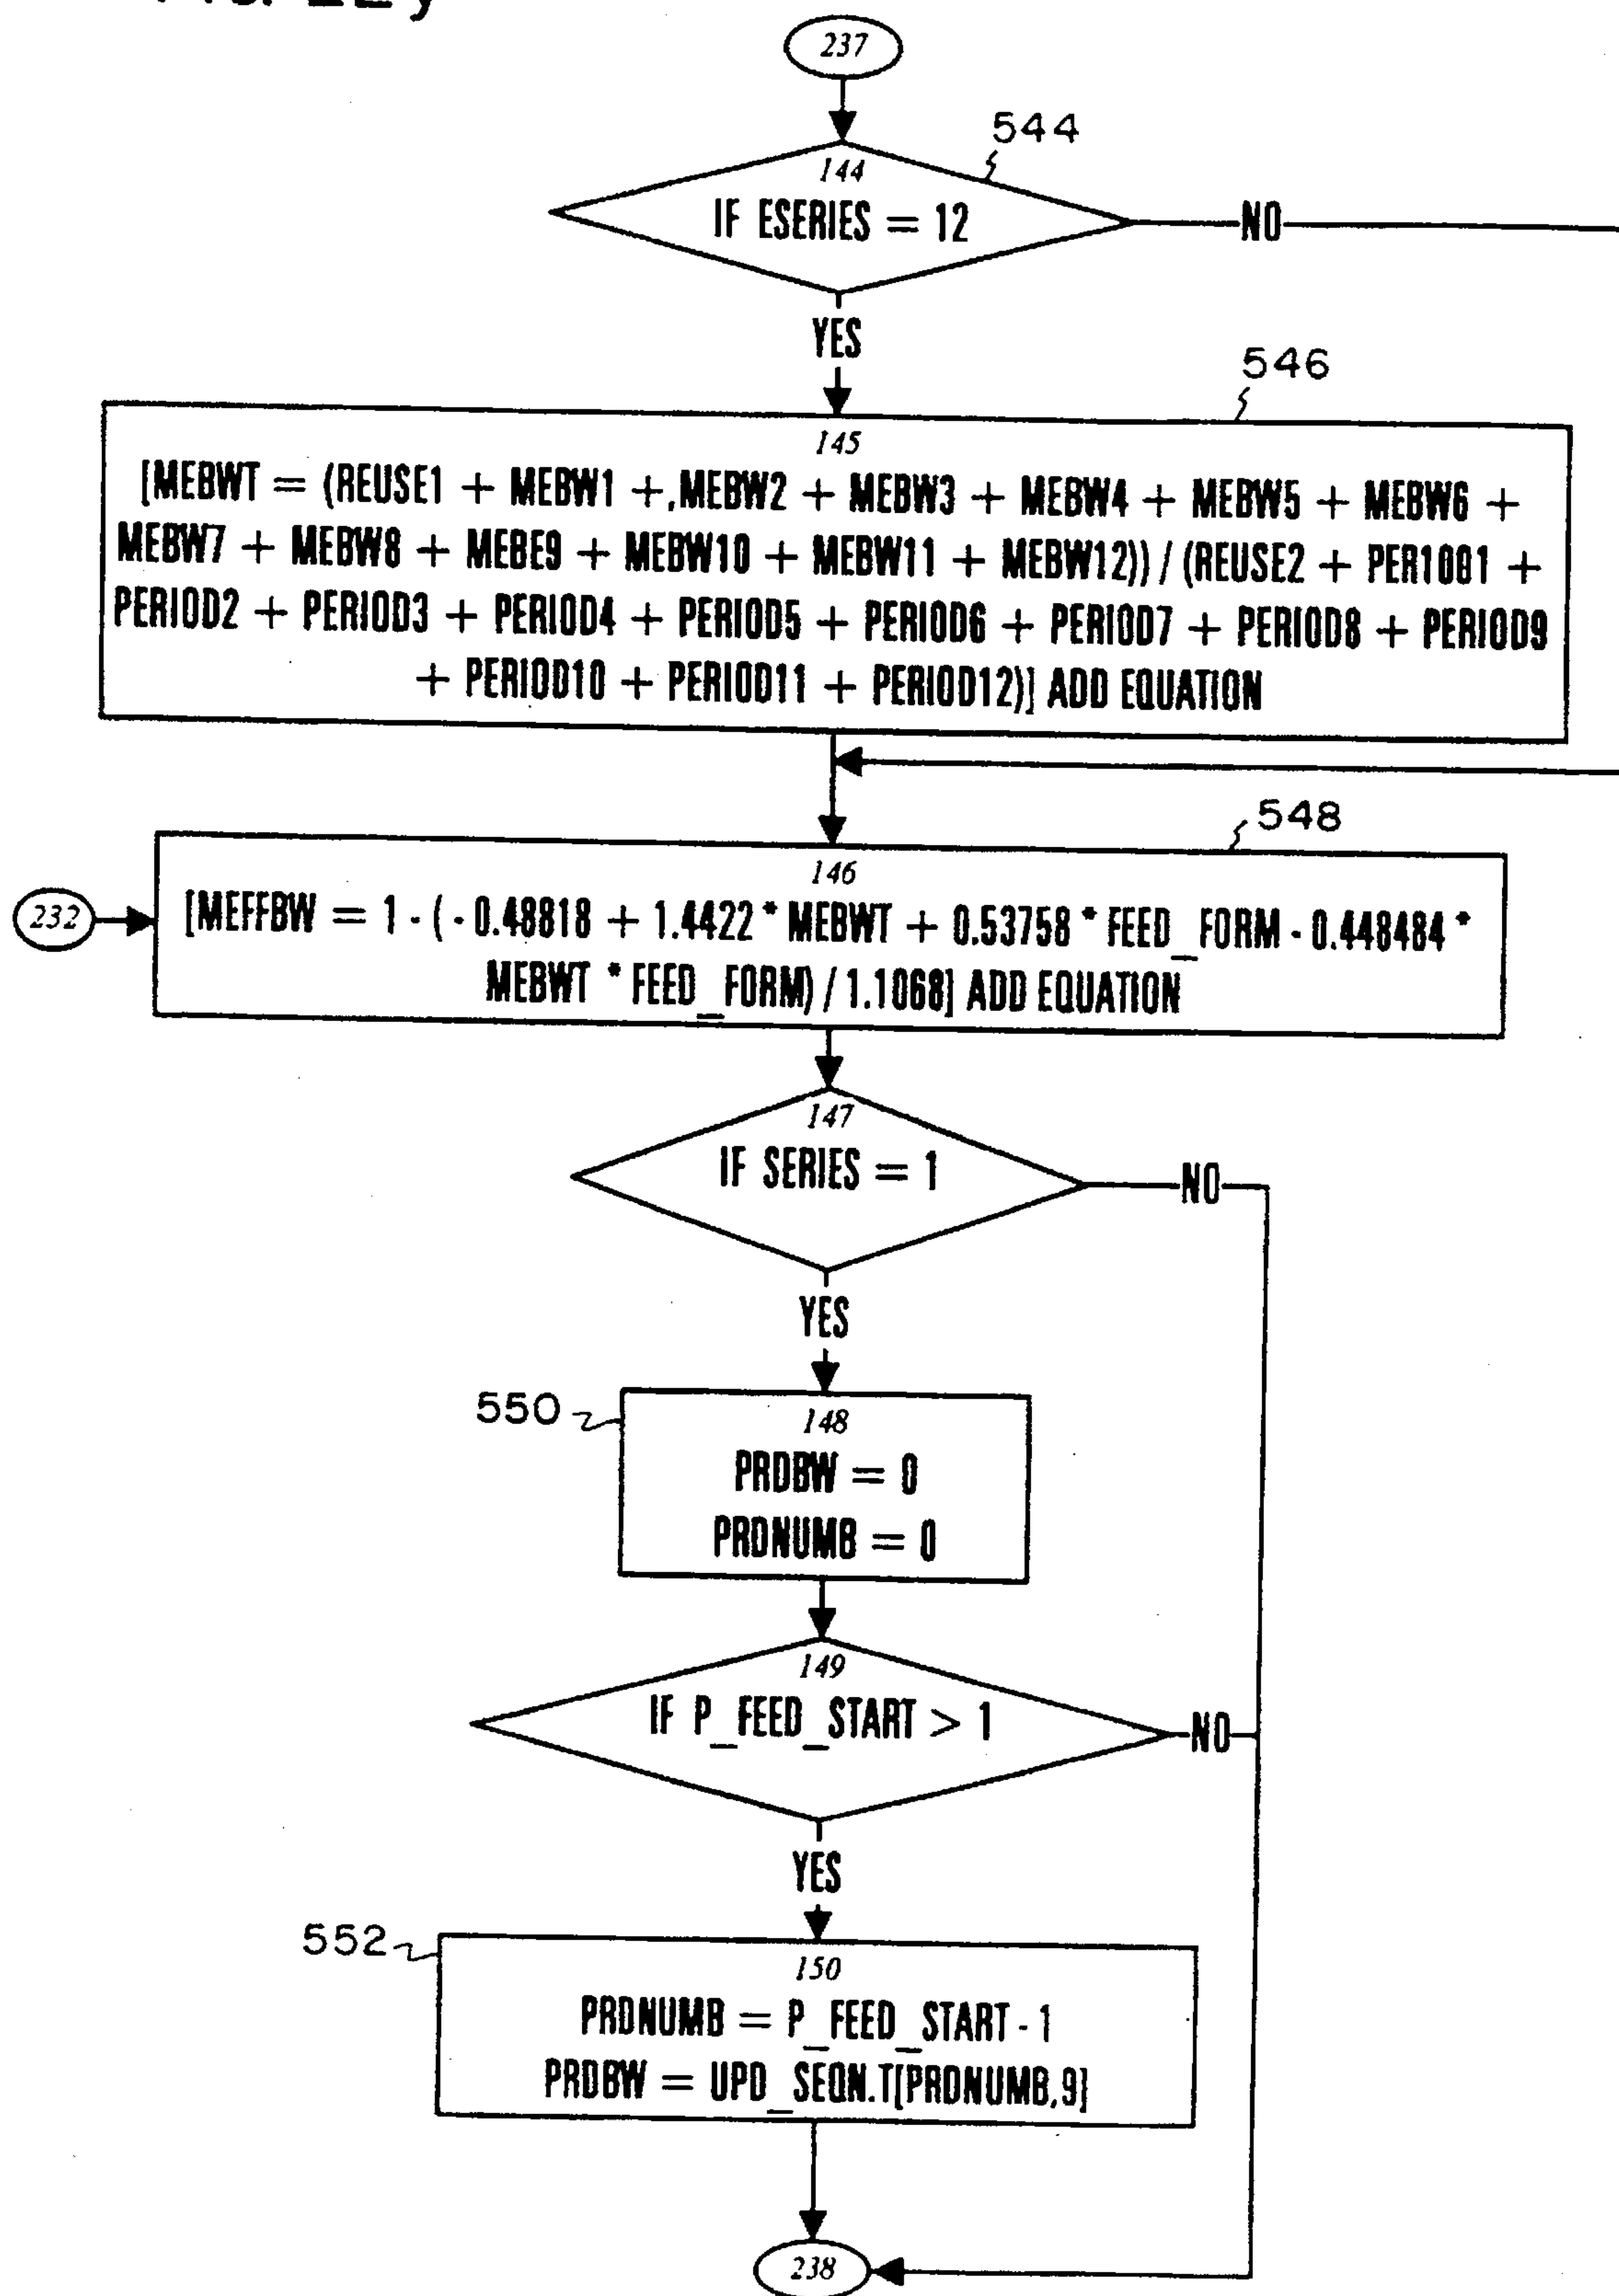 237
544
144
IF ESERIES = 12
NO
YES
546
145
[MEBWT = (REUSE1 + MEBW1 +,MEBW2 + MEBW3 + MEBW4 + MEBW5 + MEBW6 +
MEBW7 + MEBW8 + MEBE9 + MEBW10 + MEBW11 + MEBW12)) / (REUSE2 + PER1OD1 +
PERIOD2 + PERIOD3 + PERIOD4 + PERIOD5 + PERIOD6 + PERIOD7 + PERIOD8 + PERIOD9
+ PERIOD10 + PERIOD11 + PERIOD12)] ADD EQUATION
548
146
232
[MEFFBW = 1 - ( - 0.48818 + 1.4422 * MEBWT + 0.53758 * FEED_FORM - 0.448484 *
MEBWT * FEED_FORM) / 1.1068] ADD EQUATION
147
IF SERIES = 1
NO
YES
550
148
PRDBW = 0
PRDNUMB = 0
149
IF P_FEED_START > 1
NO
YES
552
150
PRDNUMB = P_FEED_START - 1
PRDBW = UPD_SEQN.T[PRDNUMB,9]
238